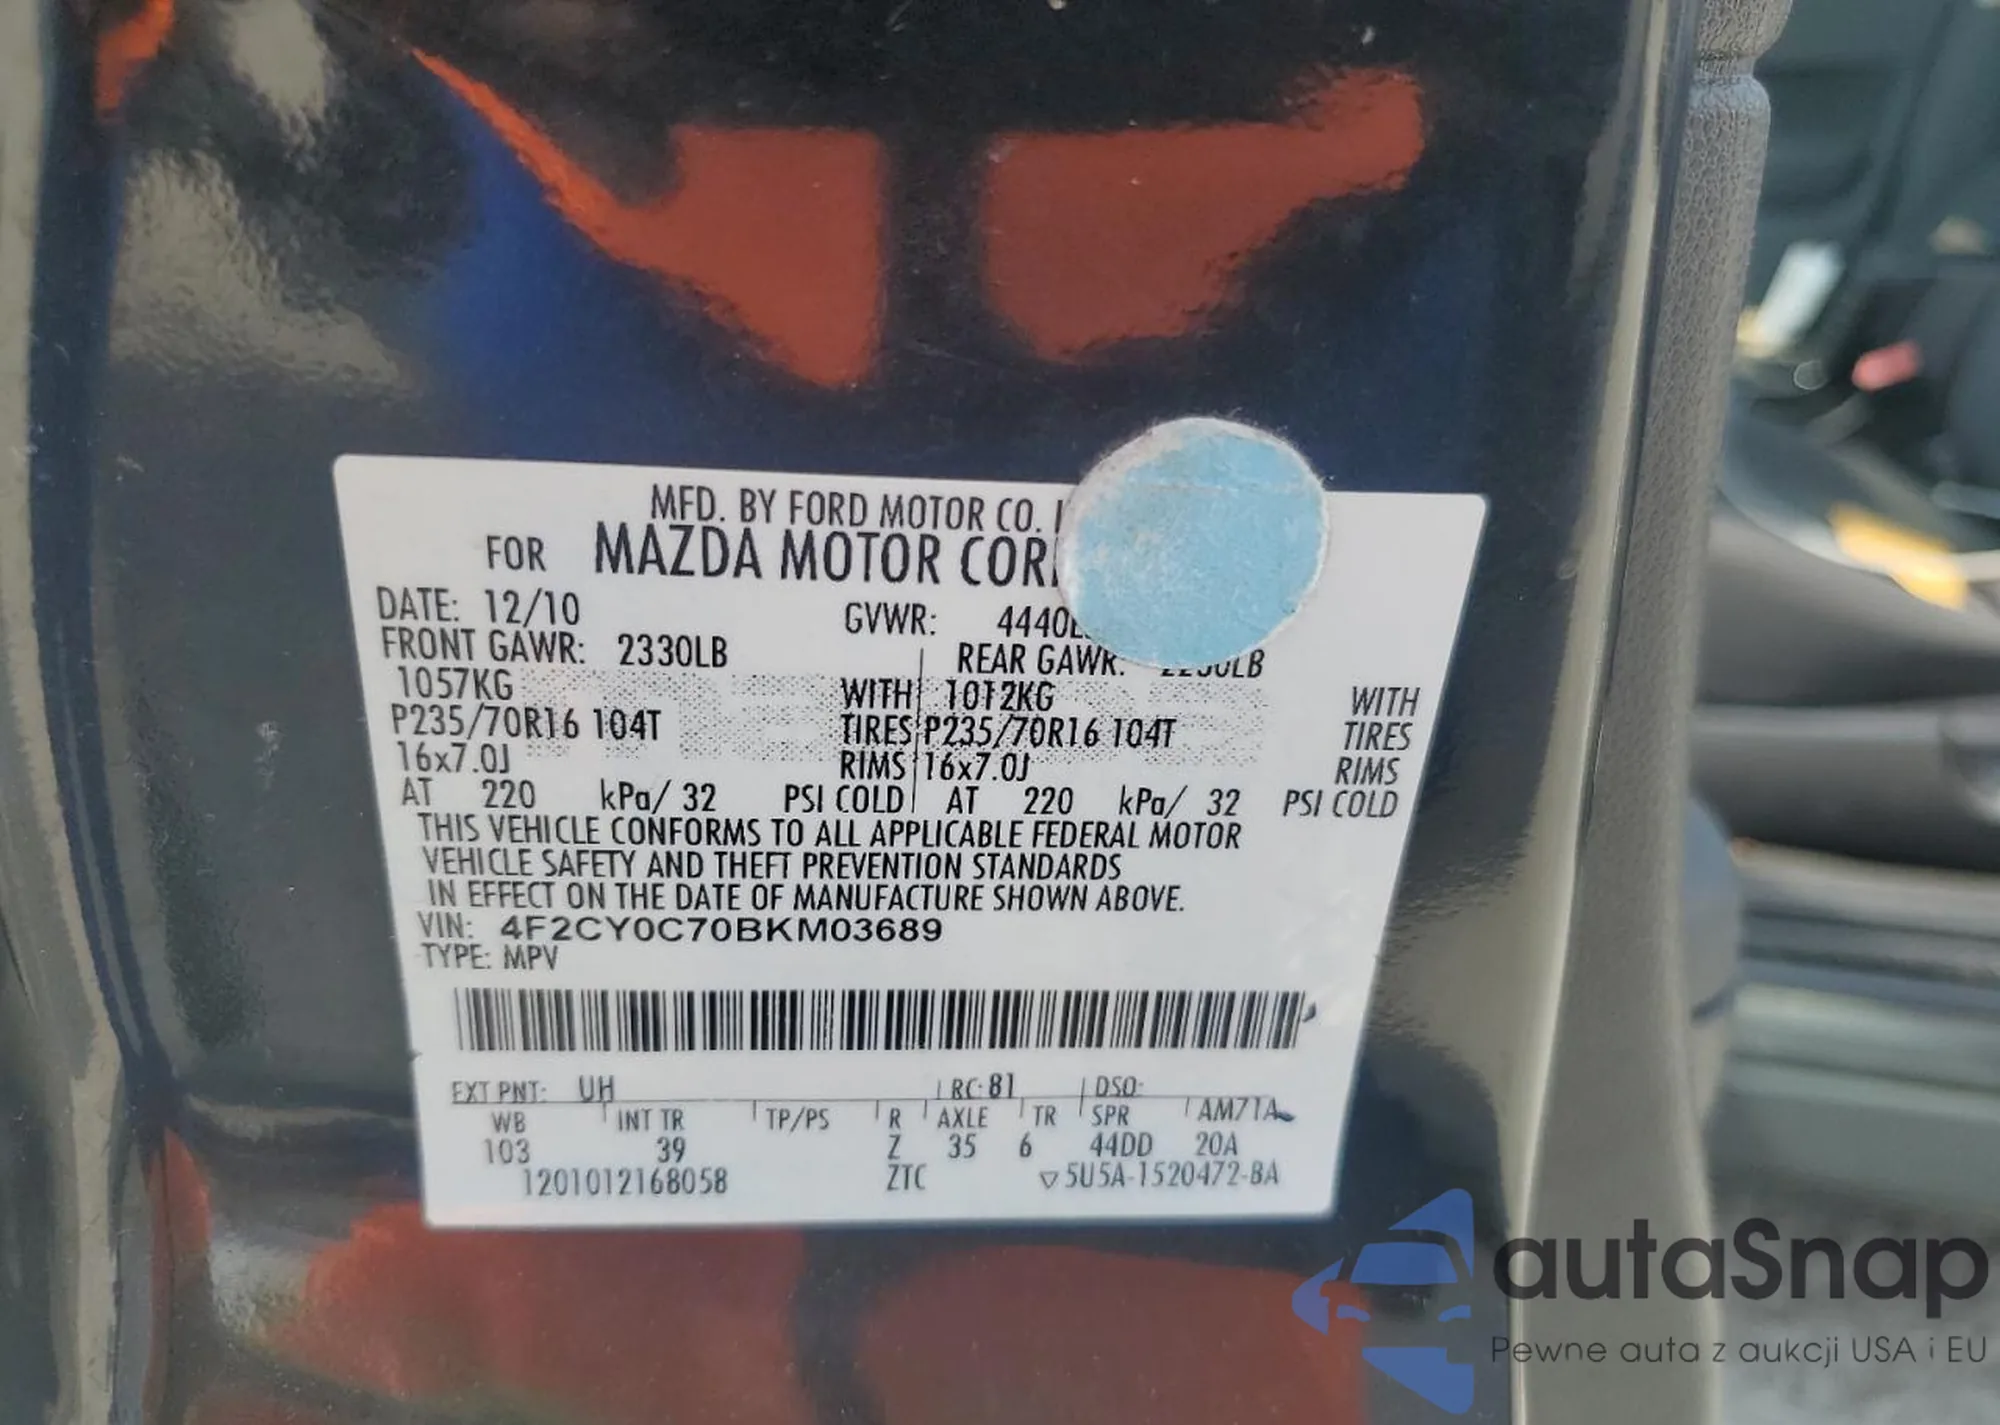 MFD. BY FORD MOTOR CO.
FOR MAZDA MOTOR
DATE: 12/10 GVWR: 4440
FRONT GAWR: 2330LB REAR GAWR:
1057KG WITH 1012KG WITH
P235/70R16 104T TIRES P235/70R16 104T TIRES
16x7.0J RIMS 16x7.0J RIMS
AT 220 kPa/ 32 PSI COLD AT 220 kPa/ 32 PSI COLD
THIS VEHICLE CONFORMS TO ALL APPLICABLE FEDERAL MOTOR
VEHICLE SAFETY AND THEFT PREVENTION STANDARDS
IN EFFECT ON THE DATE OF MANUFACTURE SHOWN ABOVE.
VIN: 4F2CY0C70BKM03689
TYPE: MPV
EXT PNT: UH RC: 81 DSO:
WB INT TR TP/PS R AXLE TR SPR AM71A
103 39 Z 35 6 44DD 20A
1201012168058 ZTC ▽5U5A-1520472-BA
autaSnap
Pewne auta z aukcji USA i EU